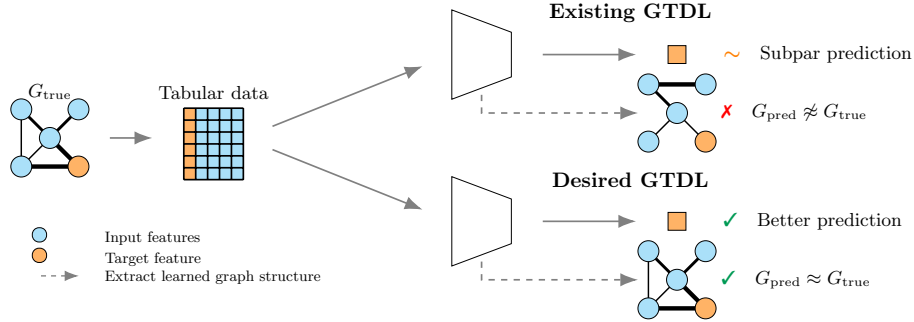 Existing GTDL
∼ Subpar prediction
G_true
Tabular data
✗ G_pred ≉ G_true
Desired GTDL
✓ Better prediction
Input features
Target feature
Extract learned graph structure
✓ G_pred ≈ G_true